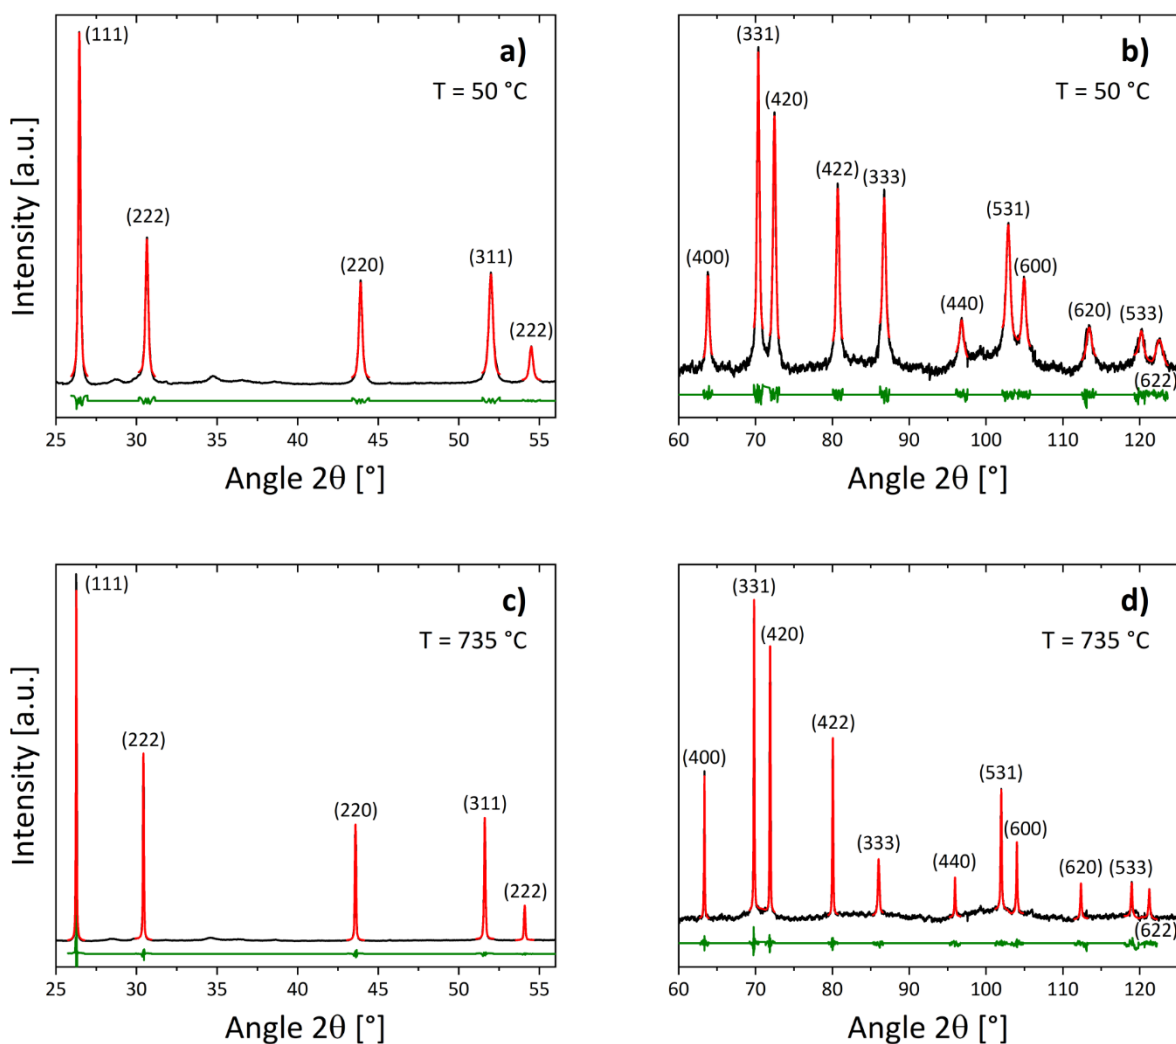 (111)
a)
T = 50 °C
(222)
(220)
(311)
(222)
Intensity [a.u.]
25 30 35 40 45 50 55
Angle 2θ [°]
(331)
b)
T = 50 °C
(420)
(422)
(333)
(400)
(531)
(600)
(440)
(620)
(533)
(622)
60 70 80 90 100 110 120
Angle 2θ [°]
(111)
c)
T = 735 °C
(222)
(220)
(311)
(222)
Intensity [a.u.]
25 30 35 40 45 50 55
Angle 2θ [°]
(331)
d)
T = 735 °C
(420)
(422)
(400)
(531)
(600)
(333)
(440)
(620)
(533)
(622)
60 70 80 90 100 110 120
Angle 2θ [°]